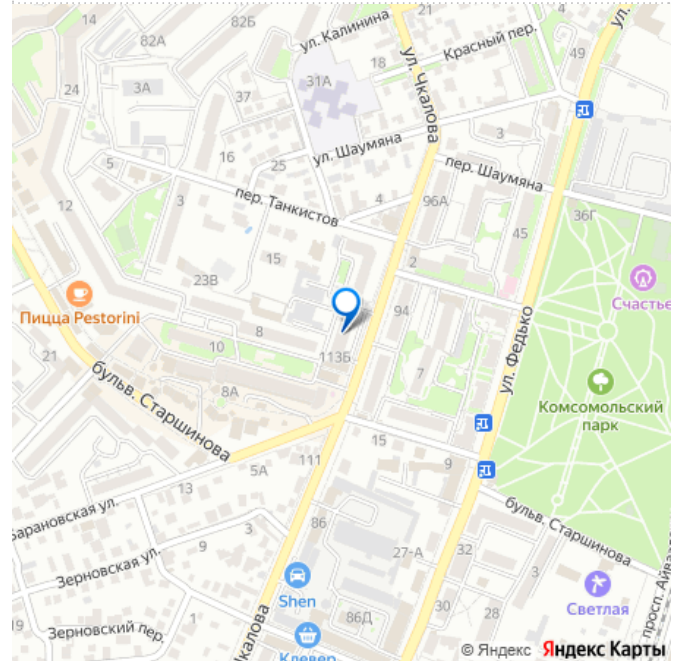 82Б
21
ул.
82А
ул. Калинина
4
24
3А
31А
18
Красный пер.
49
37
ул. Чкалова
5
16
25
ул. Шаумяна
3
пер. Шаумяна
12
3
пер. Танкистов
4
96А
36Г
45
15
2
23В
Счастье
Пицца Pestorini
8
94
ул. Федько
21
10
113Б
7
Комсомольский
парк
бульв. Старшинова
8А
15
5А
111
9
13
Барановская ул.
86
бульв. Старшинова
9
3
27-А
32
3
Зерновская ул.
Shen
просп. Айваз
Светлая
19
Зерновский пер.
1
Чкалова
86Д
30
28
Клевер
© Яндекс Яндекс Карты